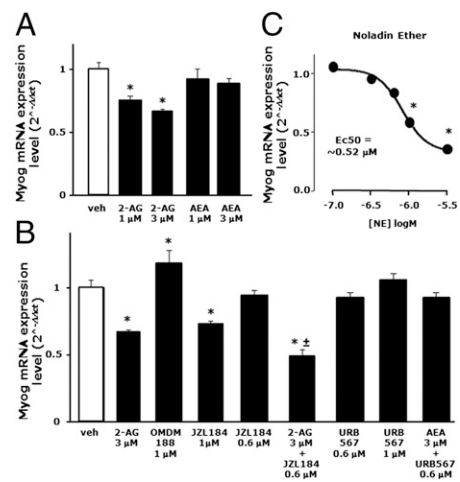 A
Myog mRNA expression
level (2^-ΔΔct)
1
0.5
*
*
veh
2-AG
1 μM
2-AG
3 μM
AEA
1 μM
AEA
3 μM
C
Noladin Ether
Myog mRNA expression
level (2^-ΔΔct)
1.0
0.5
0.0
*
*
Ec50 =
~0.52 μM
-7.0
-6.5
-6.0
-5.5
[NE] logM
B
Myog mRNA expression
level (2^-ΔΔct)
1
0.5
0
*
*
*
* ±
veh
2-AG
3 μM
OMDM
188
1 μM
JZL184
1μM
JZL184
0.6 μM
2-AG
3 μM
+
JZL184
0.6 μM
URB
567
0.6 μM
URB
567
1 μM
AEA
3 μM
+
URB567
0.6 μM